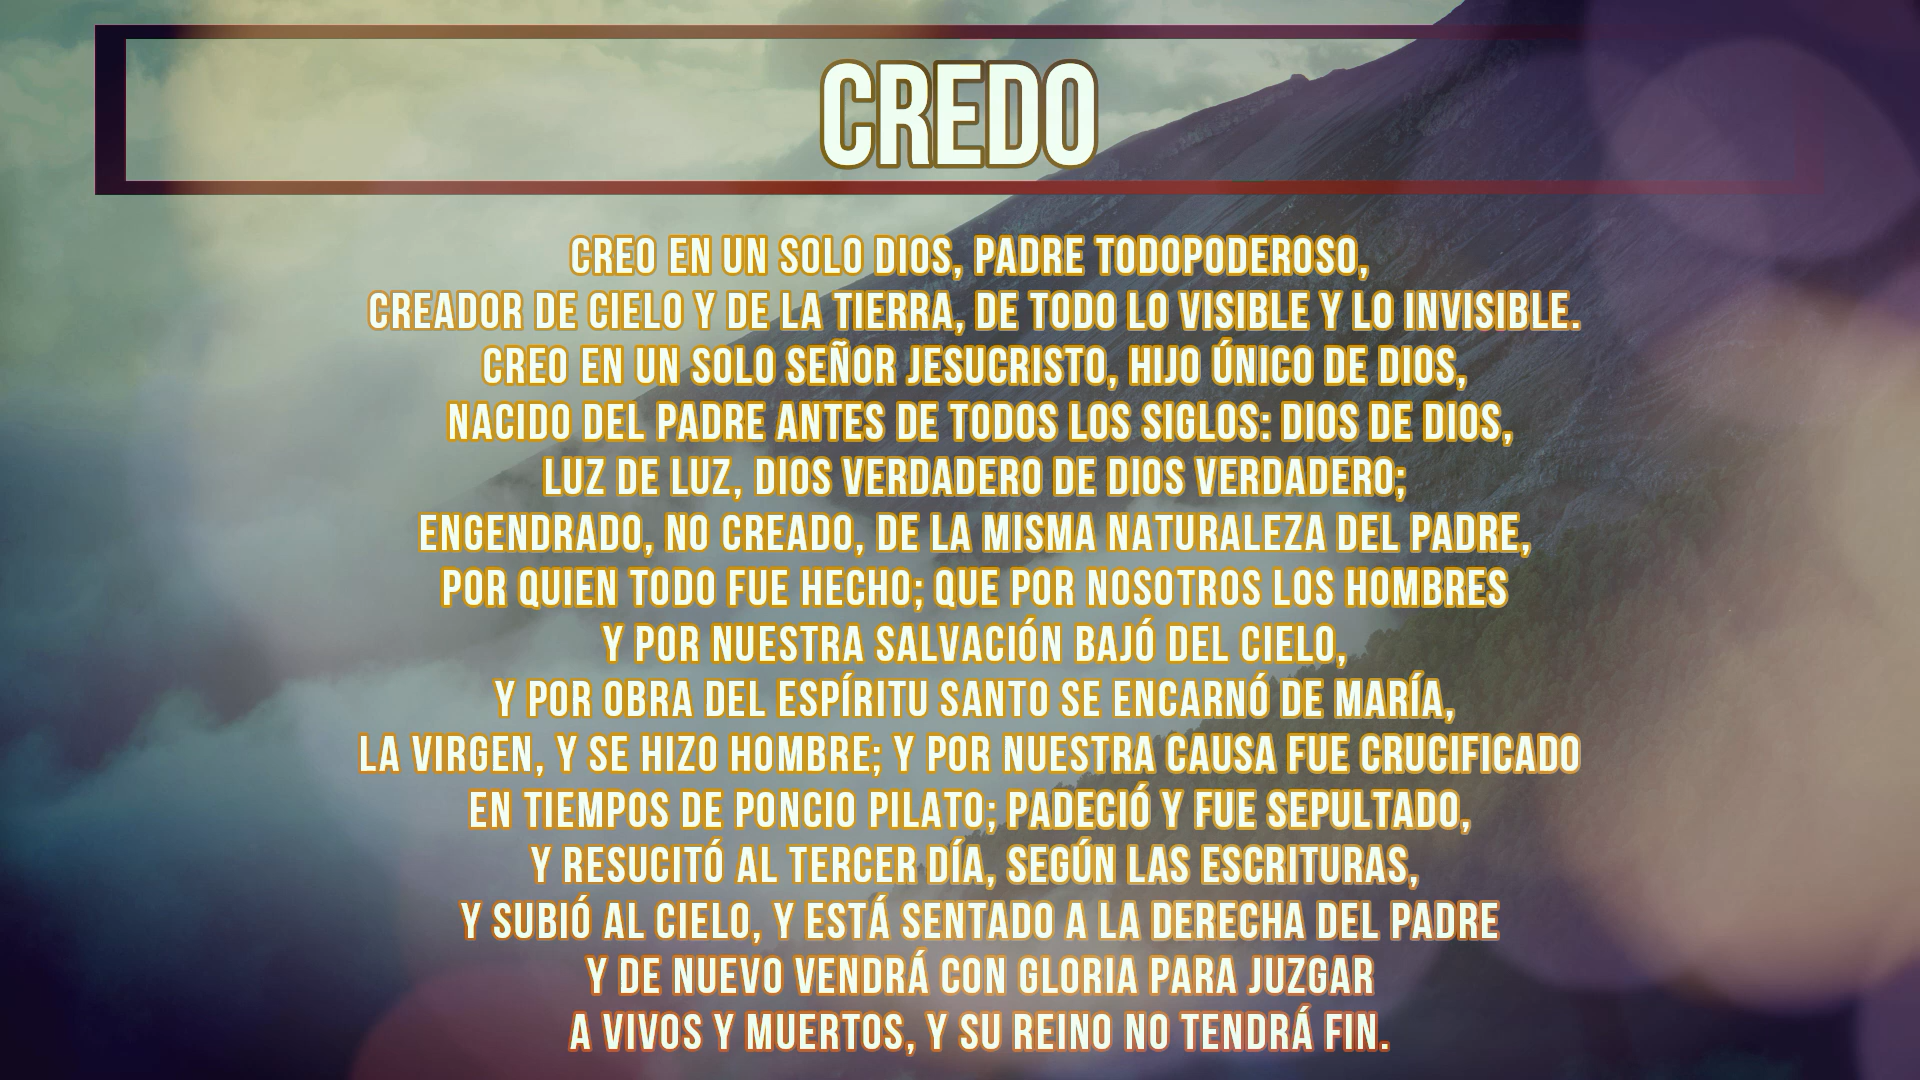 CREDO
CREO EN UN SOLO DIOS, PADRE TODOPODEROSO,
CREADOR DE CIELO Y DE LA TIERRA, DE TODO LO VISIBLE Y LO INVISIBLE.
CREO EN UN SOLO SEÑOR JESUCRISTO, HIJO ÚNICO DE DIOS,
NACIDO DEL PADRE ANTES DE TODOS LOS SIGLOS: DIOS DE DIOS,
LUZ DE LUZ, DIOS VERDADERO DE DIOS VERDADERO;
ENGENDRADO, NO CREADO, DE LA MISMA NATURALEZA DEL PADRE,
POR QUIEN TODO FUE HECHO; QUE POR NOSOTROS LOS HOMBRES
Y POR NUESTRA SALVACIÓN BAJÓ DEL CIELO,
Y POR OBRA DEL ESPÍRITU SANTO SE ENCARNÓ DE MARÍA,
LA VIRGEN, Y SE HIZO HOMBRE; Y POR NUESTRA CAUSA FUE CRUCIFICADO
EN TIEMPOS DE PONCIO PILATO; PADECIÓ Y FUE SEPULTADO,
Y RESUCITÓ AL TERCER DÍA, SEGÚN LAS ESCRITURAS,
Y SUBIÓ AL CIELO, Y ESTÁ SENTADO A LA DERECHA DEL PADRE
Y DE NUEVO VENDRÁ CON GLORIA PARA JUZGAR
A VIVOS Y MUERTOS, Y SU REINO NO TENDRÁ FIN.